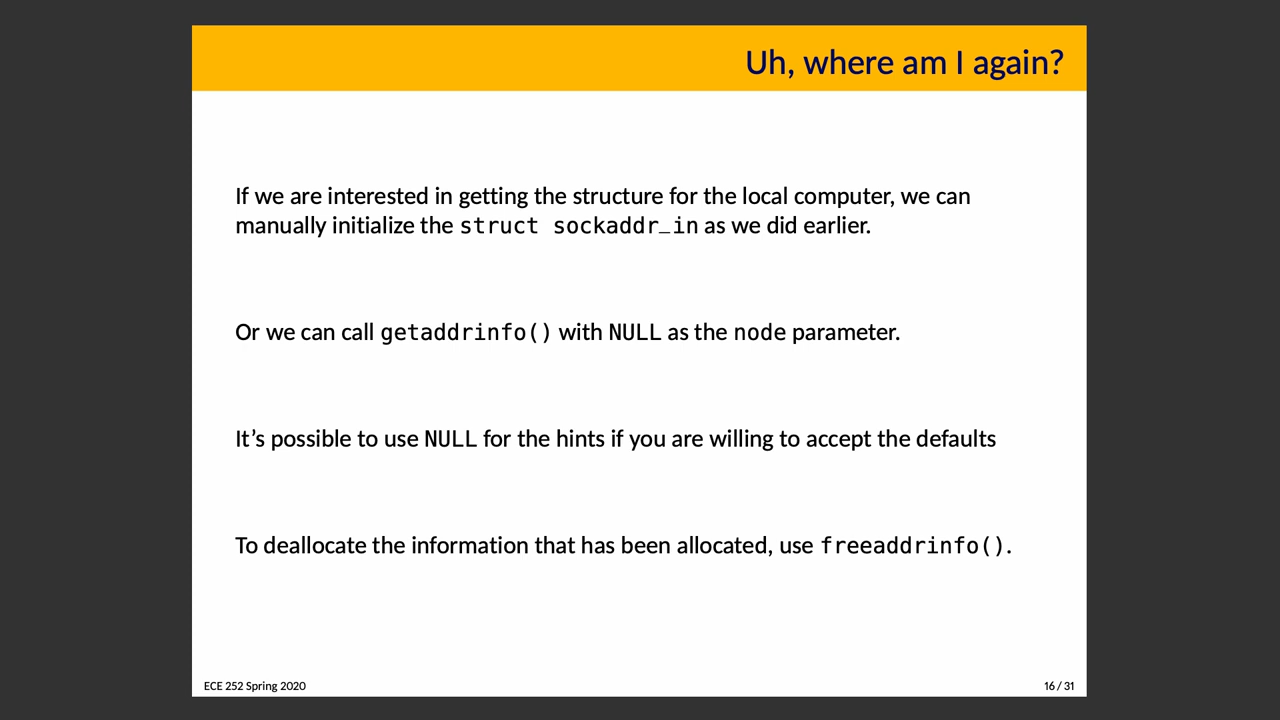 Uh, where am I again?
If we are interested in getting the structure for the local computer, we can
manually initialize the struct sockaddr_in as we did earlier.
Or we can call getaddrinfo() with NULL as the node parameter.
It’s possible to use NULL for the hints if you are willing to accept the defaults
To deallocate the information that has been allocated, use freeaddrinfo().
ECE 252 Spring 2020
16 / 31